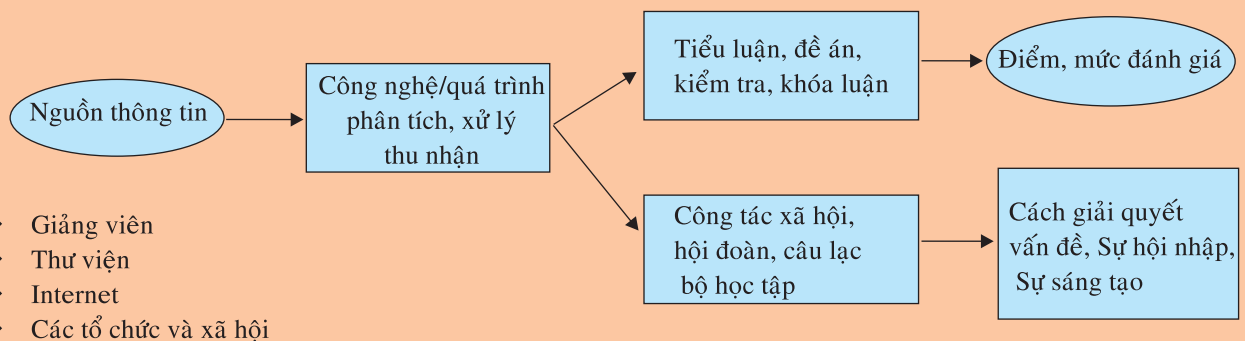 Nguồn thông tin
Công nghệ/quá trình
phân tích, xử lý
thu nhận
Tiểu luận, đề án,
kiểm tra, khóa luận
Điểm, mức đánh giá
Công tác xã hội,
hội đoàn, câu lạc
bộ học tập
Cách giải quyết
vấn đề, Sự hội nhập,
Sự sáng tạo
Giảng viên
Thư viện
Internet
Các tổ chức và xã hội